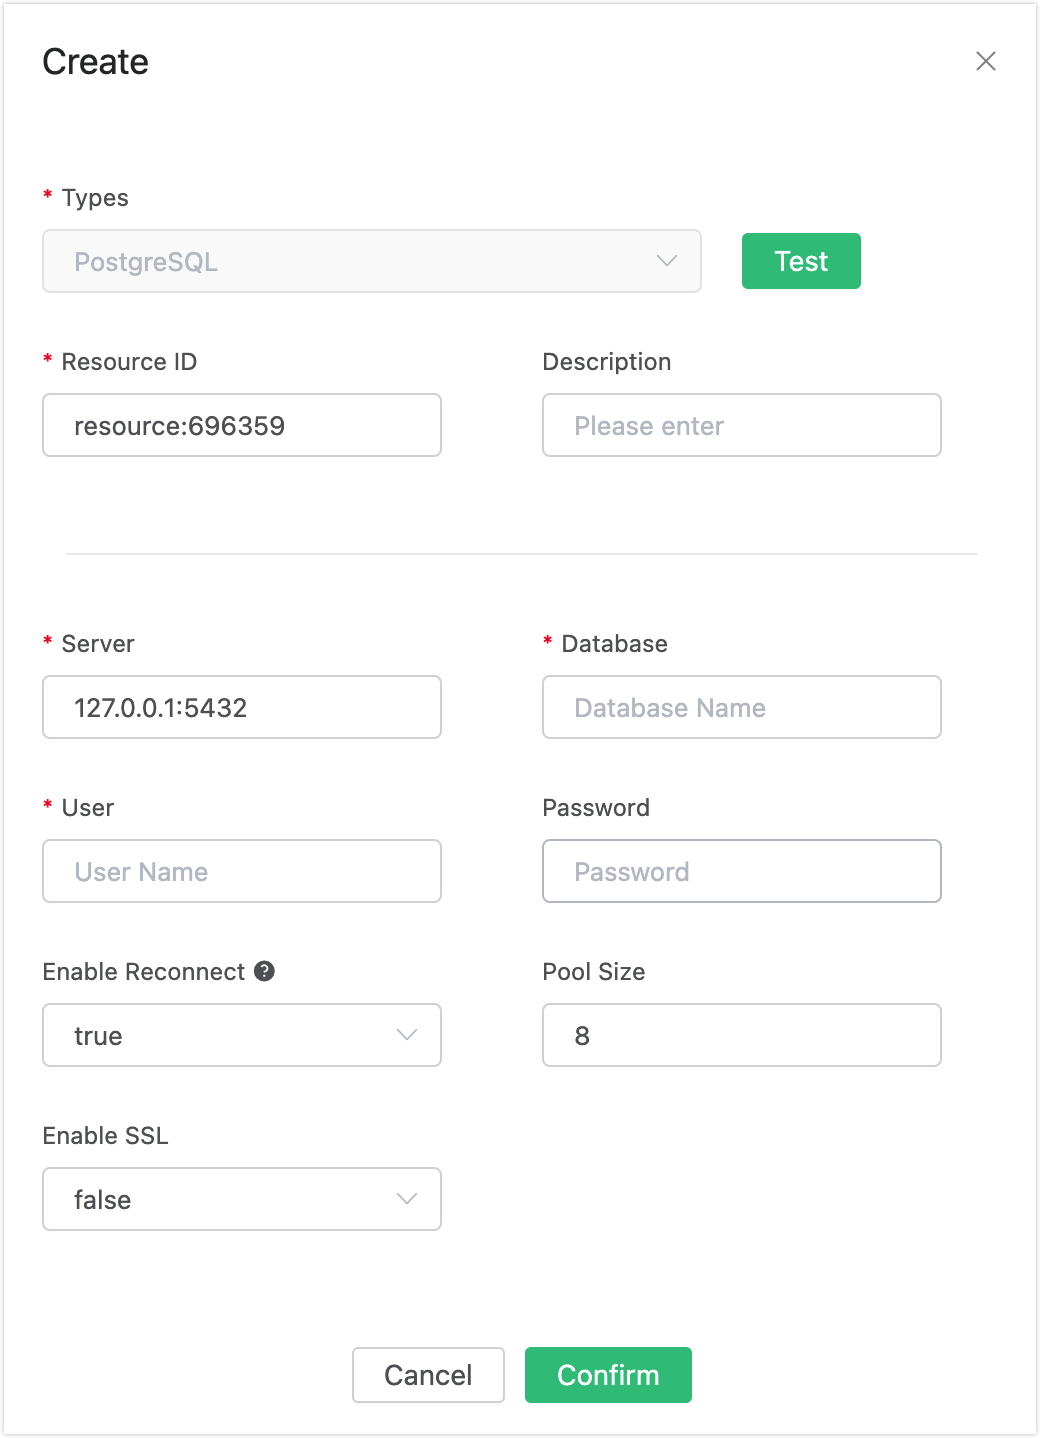 Create
* Types
PostgreSQL
Test
* Resource ID
Description
resource:696359
Please enter
* Server
* Database
127.0.0.1:5432
Database Name
* User
Password
User Name
Password
Enable Reconnect ?
Pool Size
true
8
Enable SSL
false
Cancel
Confirm